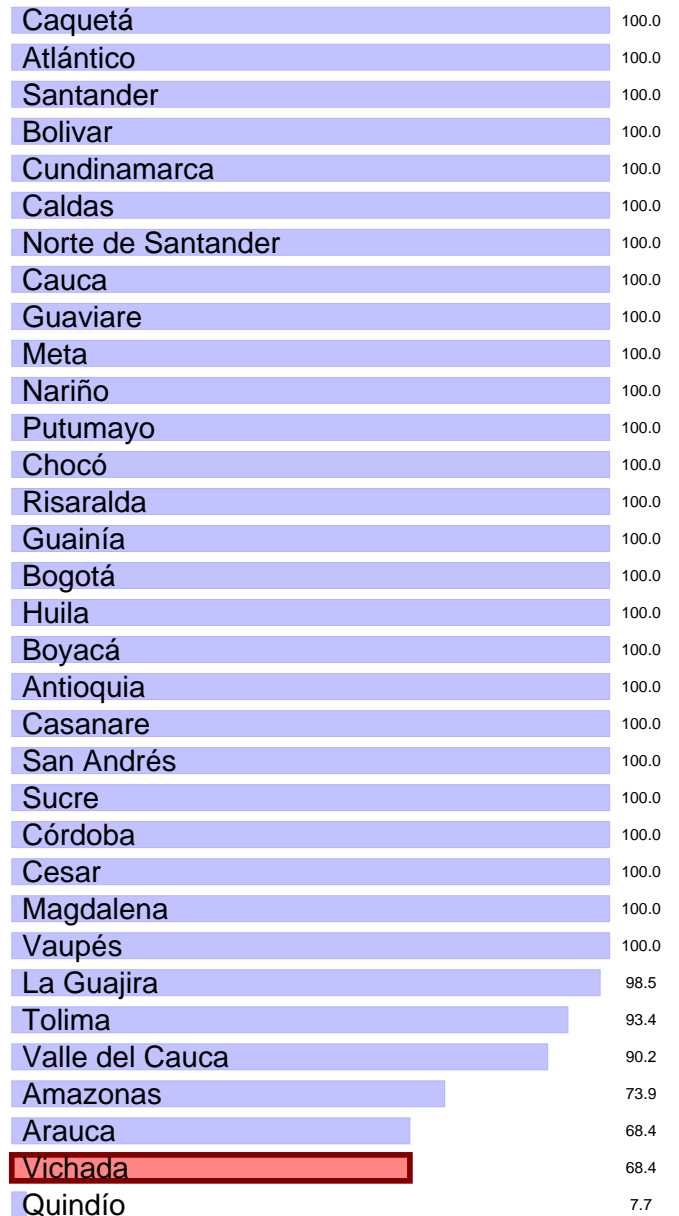 Caquetá 100.0
Atlántico 100.0
Santander 100.0
Bolivar 100.0
Cundinamarca 100.0
Caldas 100.0
Norte de Santander 100.0
Cauca 100.0
Guaviare 100.0
Meta 100.0
Nariño 100.0
Putumayo 100.0
Chocó 100.0
Risaralda 100.0
Guainía 100.0
Bogotá 100.0
Huila 100.0
Boyacá 100.0
Antioquia 100.0
Casanare 100.0
San Andrés 100.0
Sucre 100.0
Córdoba 100.0
Cesar 100.0
Magdalena 100.0
Vaupés 100.0
La Guajira 98.5
Tolima 93.4
Valle del Cauca 90.2
Amazonas 73.9
Arauca 68.4
Vichada 68.4
Quindío 7.7